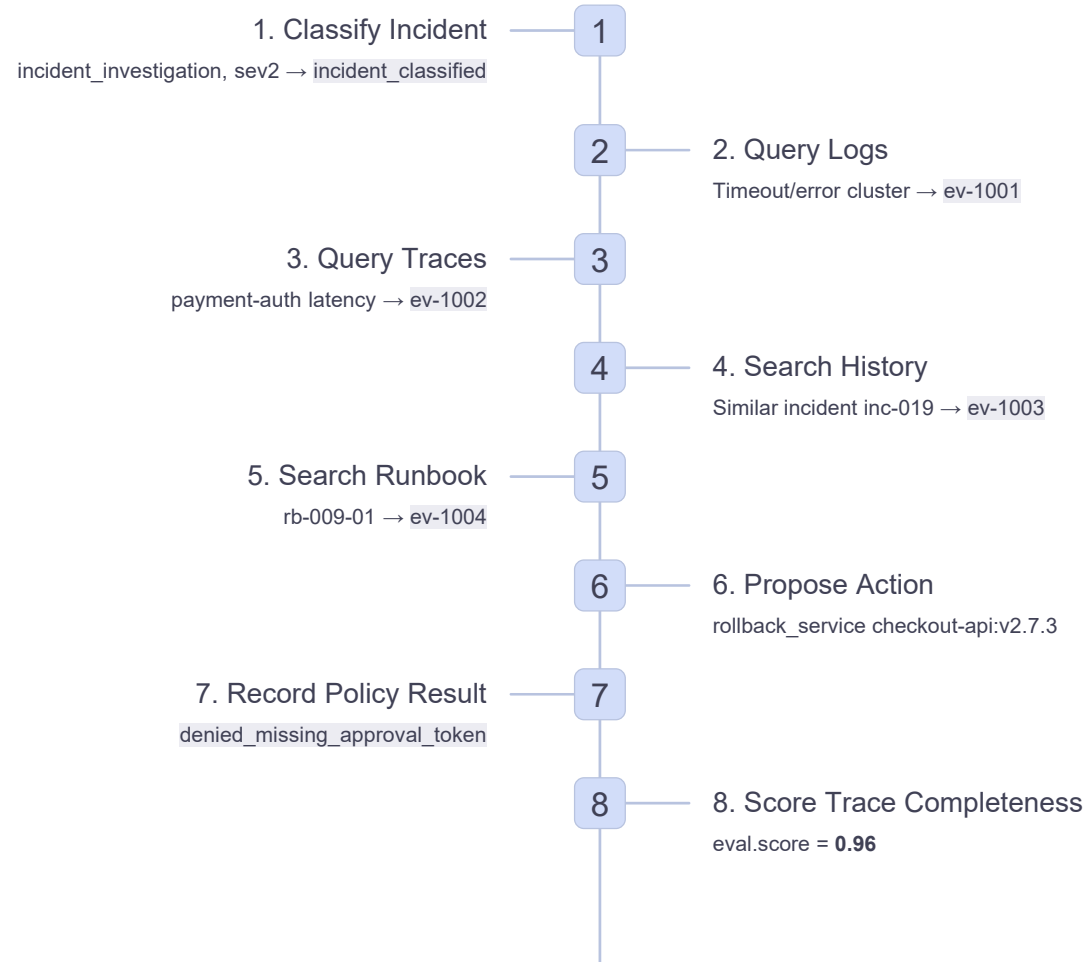 1. Classify Incident
1
incident_investigation, sev2 → incident_classified
2
2. Query Logs
Timeout/error cluster → ev-1001
3. Query Traces
3
payment-auth latency → ev-1002
4
4. Search History
Similar incident inc-019 → ev-1003
5. Search Runbook
5
rb-009-01 → ev-1004
6
6. Propose Action
rollback_service checkout-api:v2.7.3
7. Record Policy Result
7
denied_missing_approval_token
8
8. Score Trace Completeness
eval.score = 0.96